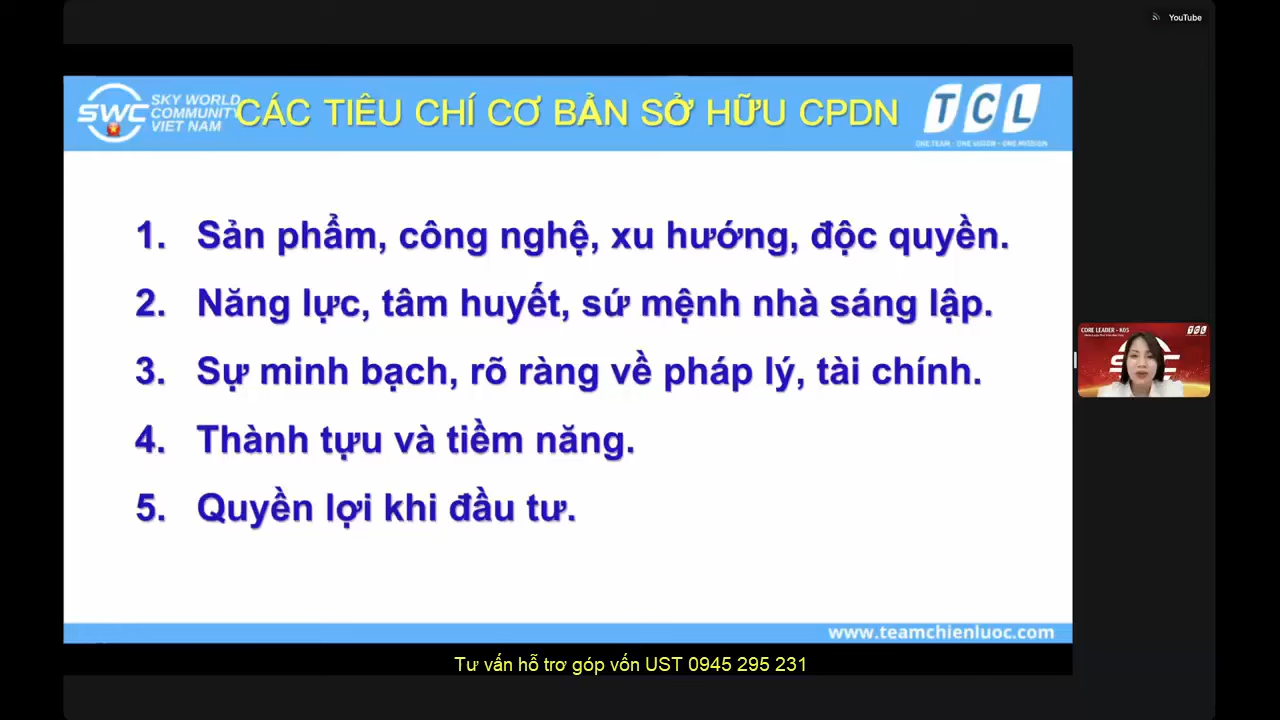 YouTube
SWC SKY WORLD
COMMUNITY
VIET NAM
CÁC TIÊU CHÍ CƠ BẢN SỞ HỮU CPDN
TCL
ONE TEAM - ONE VISION - ONE MISSION
1. Sản phẩm, công nghệ, xu hướng, độc quyền.
2. Năng lực, tâm huyết, sứ mệnh nhà sáng lập.
3. Sự minh bạch, rõ ràng về pháp lý, tài chính.
4. Thành tựu và tiềm năng.
5. Quyền lợi khi đầu tư.
CORE LEADER - K05
TCL
www.teamchienluoc.com
Tư vấn hỗ trơ góp vốn UST 0945 295 231